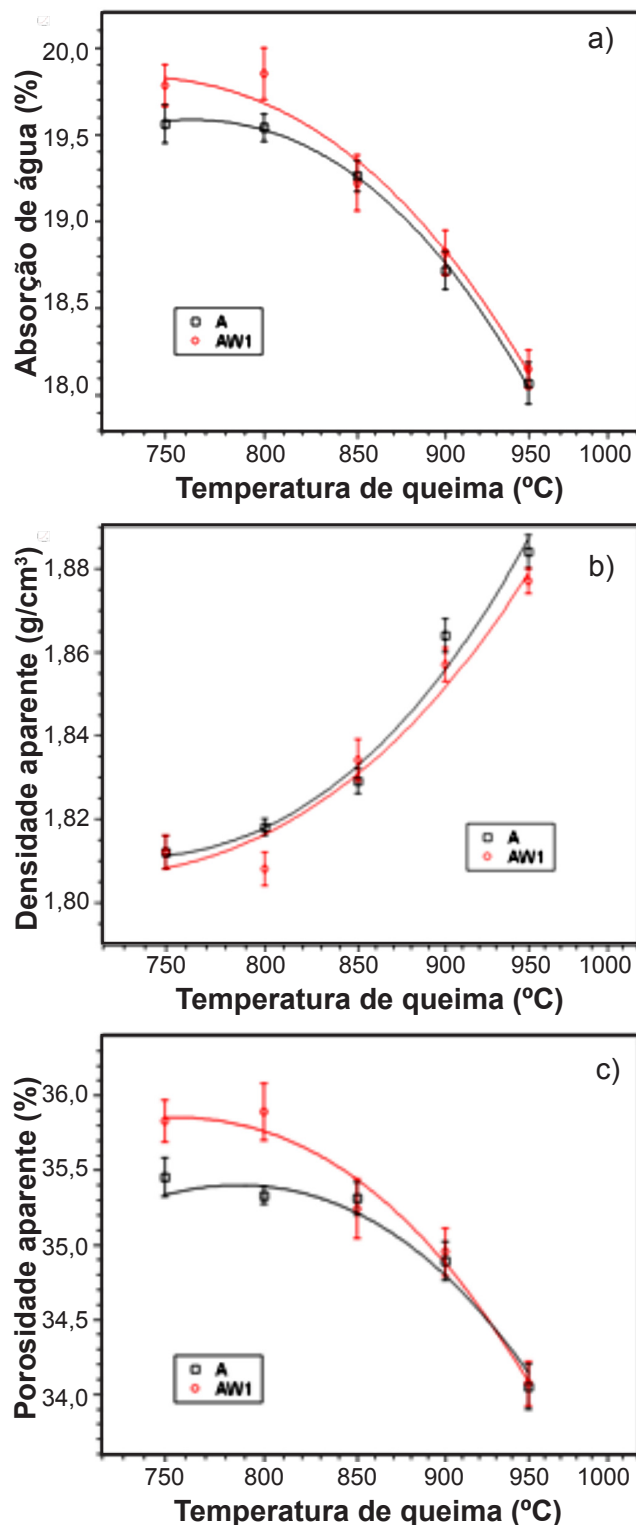 a)
Absorção de água (%)
20,0
19,5
19,0
18,5
18,0
A
AW1
750 800 850 900 950 1000
Temperatura de queima (ºC)
b)
Densidade aparente (g/cm³)
1,88
1,86
1,84
1,82
1,80
A
AW1
750 800 850 900 950 1000
Temperatura de queima (ºC)
c)
Porosidade aparente (%)
36,0
35,5
35,0
34,5
34,0
A
AW1
750 800 850 900 950 1000
Temperatura de queima (ºC)